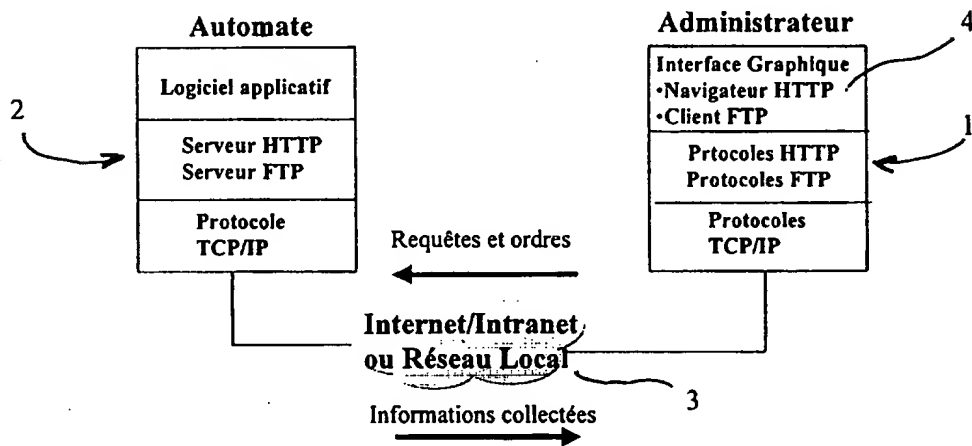 Automate
Administrateur
4
Logiciel applicatif
Interface Graphique
•Navigateur HTTP
•Client FTP
2
1
Serveur HTTP
Serveur FTP
Prtocoles HTTP
Protocoles FTP
Protocole
TCP/IP
Protocoles
TCP/IP
Requêtes et ordres
Internet/Intranet
ou Réseau Local
3
Informations collectées